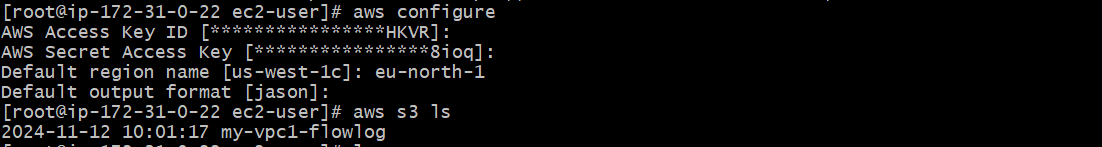 [root@ip-172-31-0-22 ec2-user]# aws configure
AWS Access Key ID [****************HKVR]:
AWS Secret Access Key [****************8ioq]:
Default region name [us-west-1c]: eu-north-1
Default output format [jason]:
[root@ip-172-31-0-22 ec2-user]# aws s3 ls
2024-11-12 10:01:17 my-vpc1-flowlog